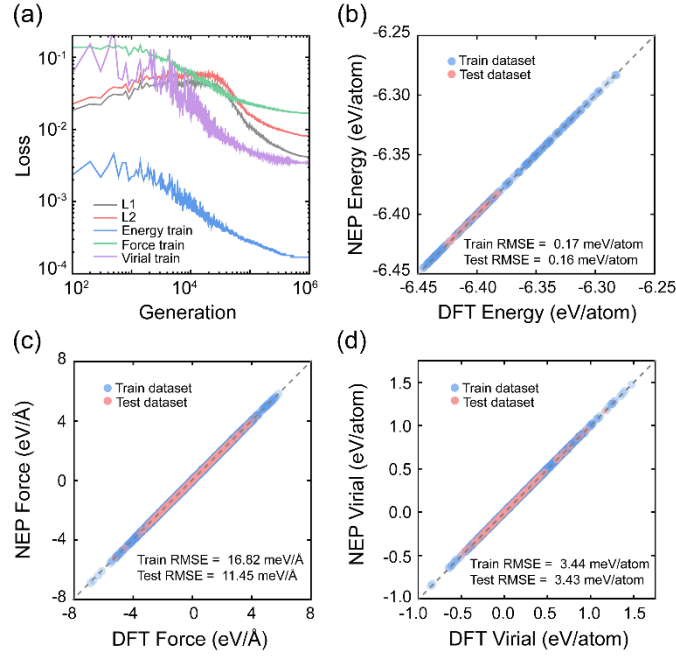 (a)
10⁻¹
10⁻²
10⁻³
10⁻⁴
Loss
L1
L2
Energy train
Force train
Virial train
10² 10³ 10⁴ 10⁵ 10⁶
Generation
(b)
-6.25
-6.30
-6.35
-6.40
-6.45
NEP Energy (eV/atom)
Train dataset
Test dataset
Train RMSE = 0.17 meV/atom
Test RMSE = 0.16 meV/atom
-6.45 -6.40 -6.35 -6.30 -6.25
DFT Energy (eV/atom)
(c)
8
4
0
-4
-8
NEP Force (eV/Å)
Train dataset
Test dataset
Train RMSE = 16.82 meV/Å
Test RMSE = 11.45 meV/Å
-8 -4 0 4 8
DFT Force (eV/Å)
(d)
1.5
1.0
0.5
0.0
-0.5
-1.0
NEP Virial (eV/atom)
Train dataset
Test dataset
Train RMSE = 3.44 meV/atom
Test RMSE = 3.43 meV/atom
-1.0 -0.5 0.0 0.5 1.0 1.5
DFT Virial (eV/atom)